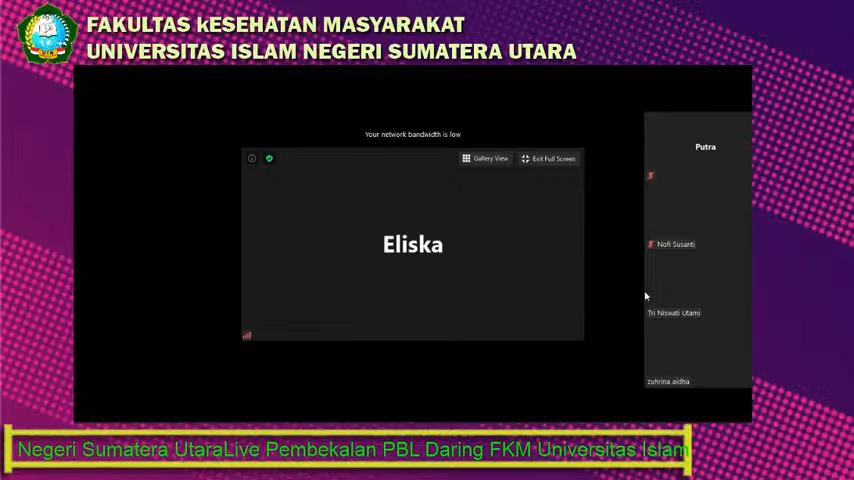 FAKULTAS kESEHATAN MASYARAKAT
UNIVERSITAS ISLAM NEGERI SUMATERA UTARA
Your network bandwidth is low
Gallery View
Exit Full Screen
Eliska
Putra
Nofi Susanti
Tri Niswati Utami
zuhrina aidha
Negeri Sumatera UtaraLive Pembekalan PBL Daring FKM Universitas Islam